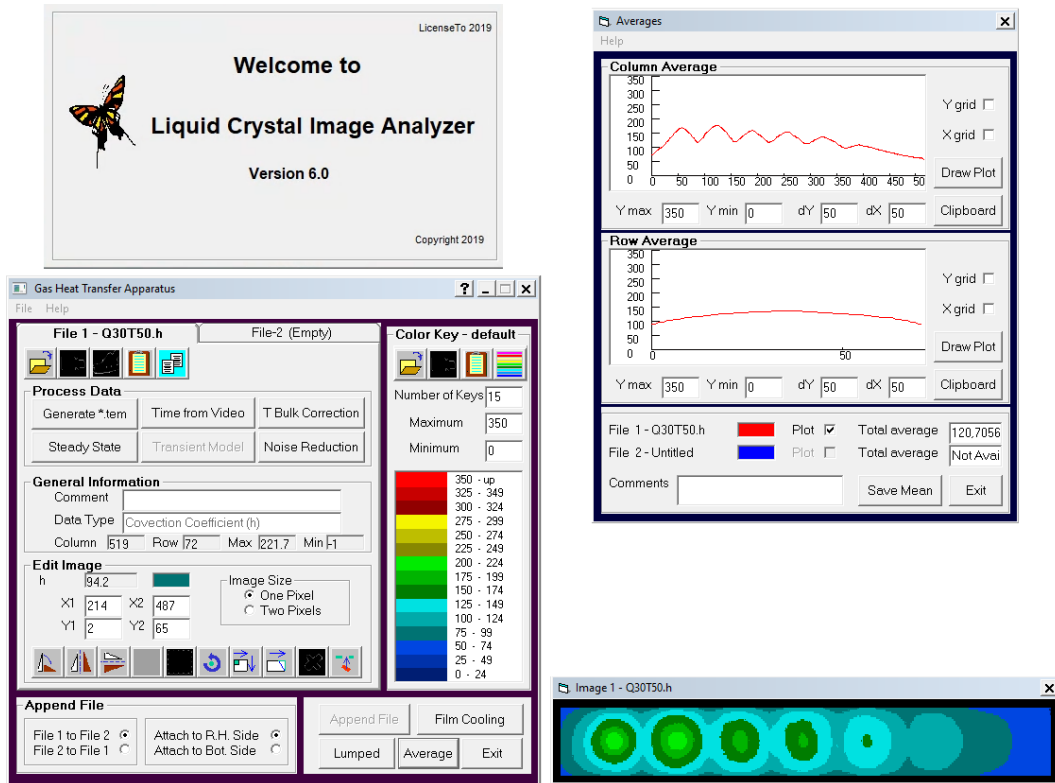 LicenseTo 2019
Welcome to
Liquid Crystal Image Analyzer
Version 6.0
Copyright 2019
Gas Heat Transfer Apparatus
File Help
File 1 - Q30T50.h File-2 (Empty)
Process Data
Generate *.tem Time from Video T Bulk Correction
Steady State Transient Model Noise Reduction
General Information
Comment
Data Type Covection Coefficient (h)
Column 519 Row 72 Max 221.7 Min -1
Edit Image
h 94.2
X1 214 X2 487
Y1 2 Y2 65
Image Size
One Pixel
Two Pixels
Color Key - default
Number of Keys 15
Maximum 350
Minimum 0
350 - up
325 - 349
300 - 324
275 - 299
250 - 274
225 - 249
200 - 224
175 - 199
150 - 174
125 - 149
100 - 124
75 - 99
50 - 74
25 - 49
0 - 24
Append File
File 1 to File 2
File 2 to File 1
Attach to R.H. Side
Attach to Bot. Side
Append File Film Cooling
Lumped Average Exit
Averages
Help
Column Average
350
300
250
200
150
100
50
0
0 50 100 150 200 250 300 350 400 450 500
Y grid
X grid
Draw Plot
Y max 350 Y min 0 dY 50 dX 50 Clipboard
Row Average
350
300
250
200
150
100
50
0
0 50
Y grid
X grid
Draw Plot
Y max 350 Y min 0 dY 50 dX 50 Clipboard
File 1 - Q30T50.h Plot Total average 120,7056
File 2 - Untitled Plot Total average Not Avai
Comments Save Mean Exit
Image 1 - Q30T50.h